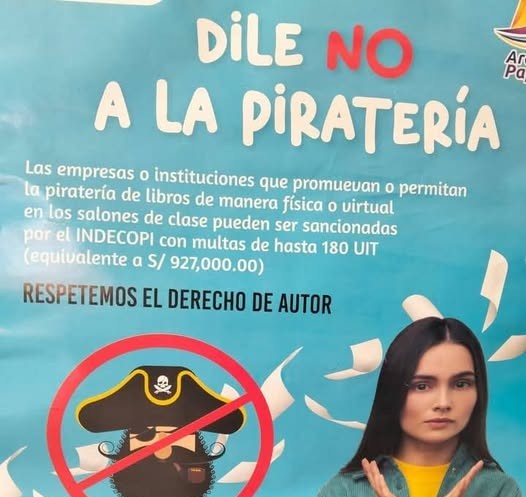 DiLE NO
A LA PiRATERÍA
Las empresas o instituciones que promuevan o permitan
la piratería de libros de manera física o virtual
en los salones de clase pueden ser sancionadas
por el INDECOPI con multas de hasta 180 UIT
(equivalente a S/ 927,000.00)
RESPETEMOS EL DERECHO DE AUTOR